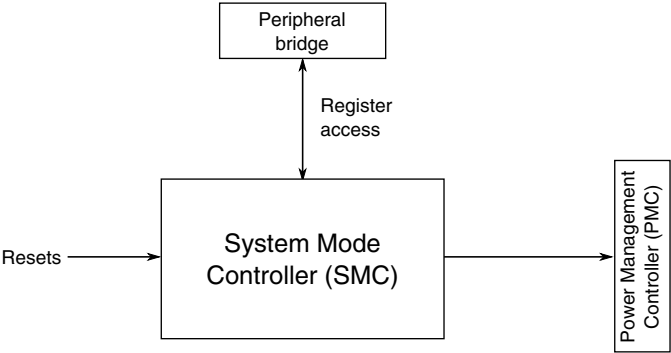 Peripheral
bridge
Register
access
Resets
System Mode
Controller (SMC)
Power Management
Controller (PMC)